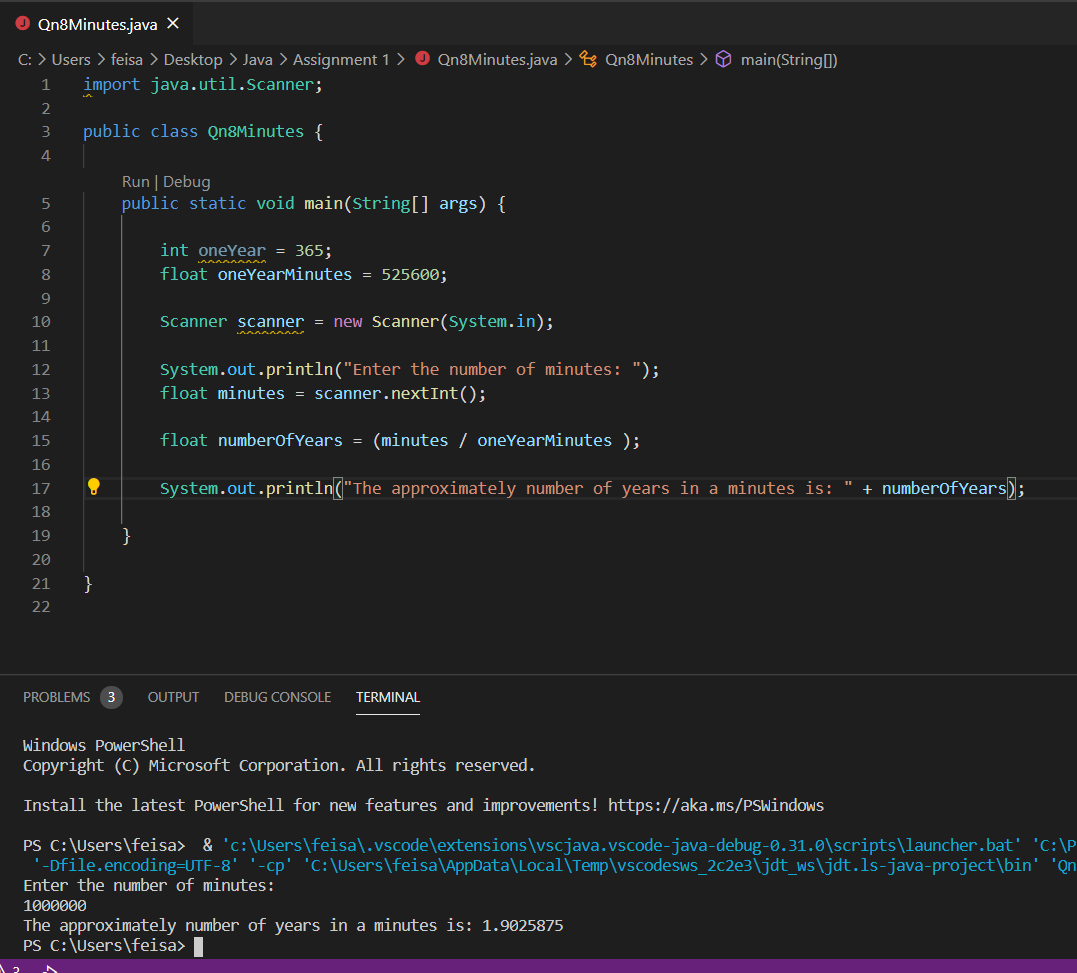 Qn8Minutes.java
C: > Users > feisa > Desktop > Java > Assignment 1 > Qn8Minutes.java > Qn8Minutes > main(String[])
1 import java.util.Scanner;
2
3 public class Qn8Minutes {
4
Run | Debug
5 public static void main(String[] args) {
6
7 int oneYear = 365;
8 float oneYearMinutes = 525600;
9
10 Scanner scanner = new Scanner(System.in);
11
12 System.out.println("Enter the number of minutes: ");
13 float minutes = scanner.nextInt();
14
15 float numberOfYears = (minutes / oneYearMinutes );
16
17 System.out.println("The approximately number of years in a minutes is: " + numberOfYears);
18
19 }
20
21 }
22
PROBLEMS 3 OUTPUT DEBUG CONSOLE TERMINAL
Windows PowerShell
Copyright (C) Microsoft Corporation. All rights reserved.
Install the latest PowerShell for new features and improvements! https://aka.ms/PSWindows
PS C:\Users\feisa> & 'c:\Users\feisa\.vscode\extensions\vscjava.vscode-java-debug-0.31.0\scripts\launcher.bat' 'C:\P
'-Dfile.encoding=UTF-8' '-cp' 'C:\Users\feisa\AppData\Local\Temp\vscodesws_2c2e3\jdt_ws\jdt.ls-java-project\bin' 'Qn
Enter the number of minutes:
1000000
The approximately number of years in a minutes is: 1.9025875
PS C:\Users\feisa>